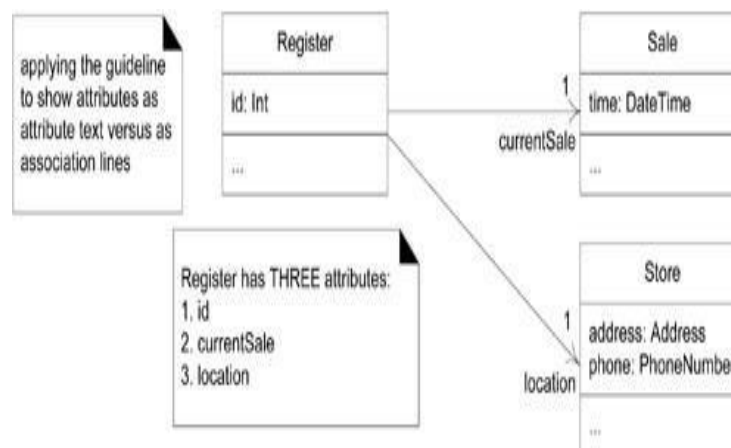 applying the guideline
to show attributes as
attribute text versus as
association lines
Register
id: Int
...
1
currentSale
Sale
time: DateTime
...
Register has THREE attributes:
1. id
2. currentSale
3. location
1
location
Store
address: Address
phone: PhoneNumbe
...